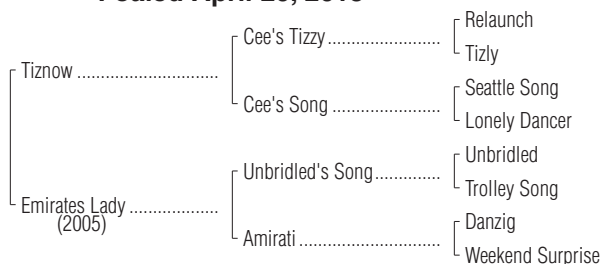 Relaunch
Cee's Tizzy
Tizly
Tiznow
Seattle Song
Cee's Song
Lonely Dancer
Unbridled
Unbridled's Song
Trolley Song
Emirates Lady
(2005)
Danzig
Amirati
Weekend Surprise